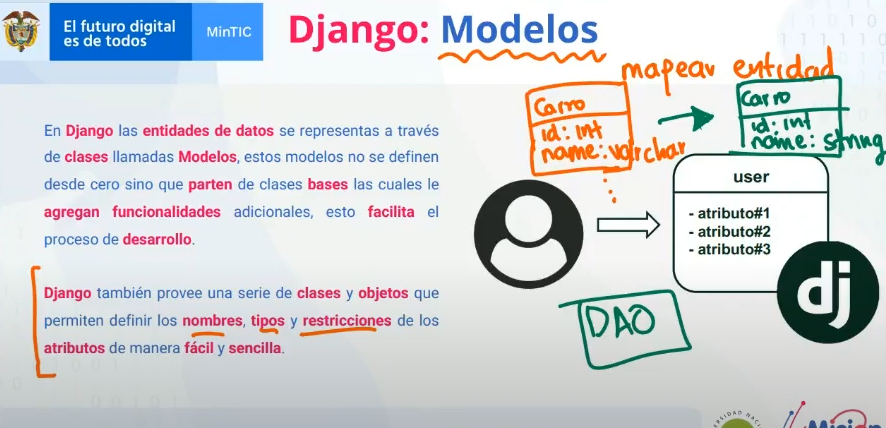 El futuro digital
es de todos
MinTIC
Django: Modelos
mapear entidad
Carro
id: int
name: varchar
Carro
id: int
name: string
En Django las entidades de datos se representas a través
de clases llamadas Modelos, estos modelos no se definen
desde cero sino que parten de clases bases las cuales le
agregan funcionalidades adicionales, esto facilita el
proceso de desarrollo.
user
- atributo#1
- atributo#2
- atributo#3
dj
Django también provee una serie de clases y objetos que
permiten definir los nombres, tipos y restricciones de los
atributos de manera fácil y sencilla.
DAO